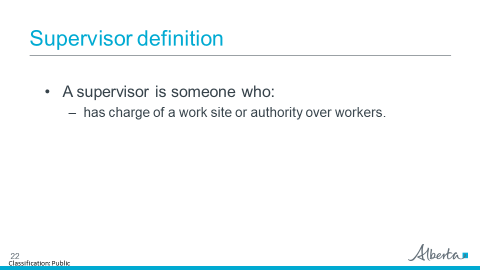 Supervisor definition
• A supervisor is someone who:
– has charge of a work site or authority over workers.
22
Classification: Public
Alberta